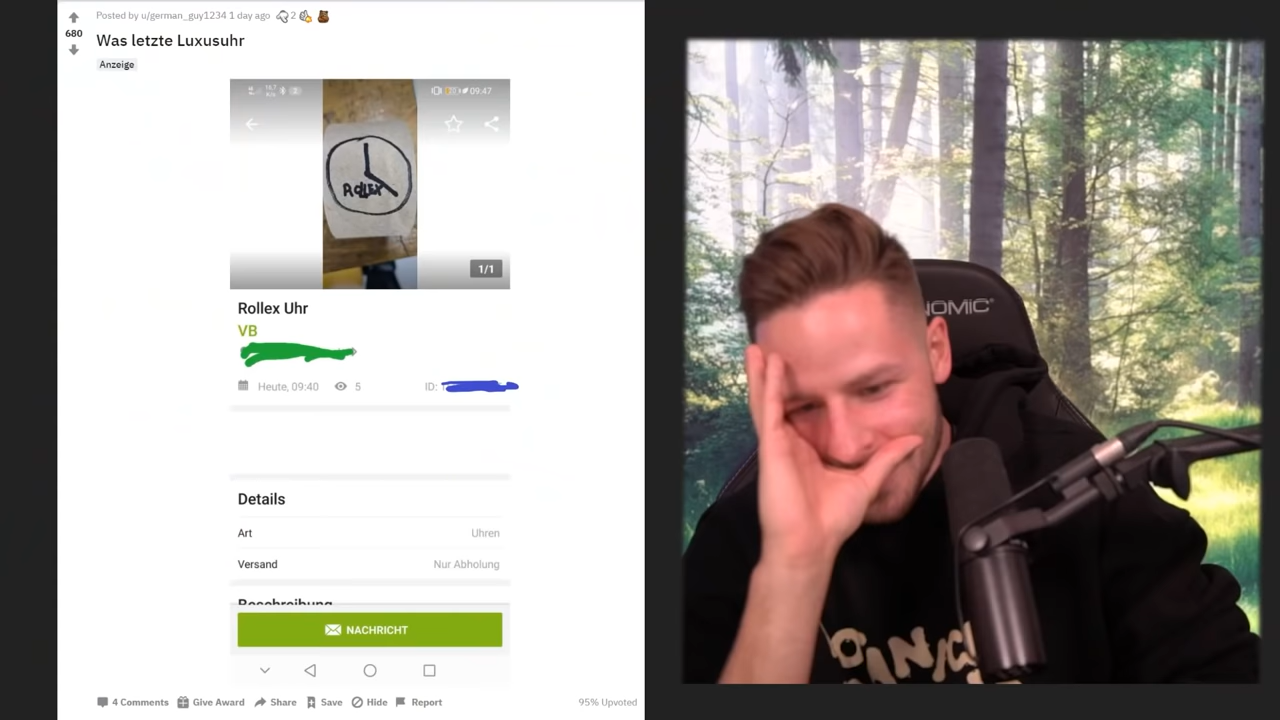 Posted by u/german_guy1234 1 day ago
2
680
Was letzte Luxusuhr
Anzeige
09:47
ROLLEX
1/1
Rollex Uhr
VB
Heute, 09:40
5
ID:
Details
Art
Uhren
Versand
Nur Abholung
Beschreibung
NACHRICHT
4 Comments
Give Award
Share
Save
Hide
Report
95% Upvoted
NOMIC